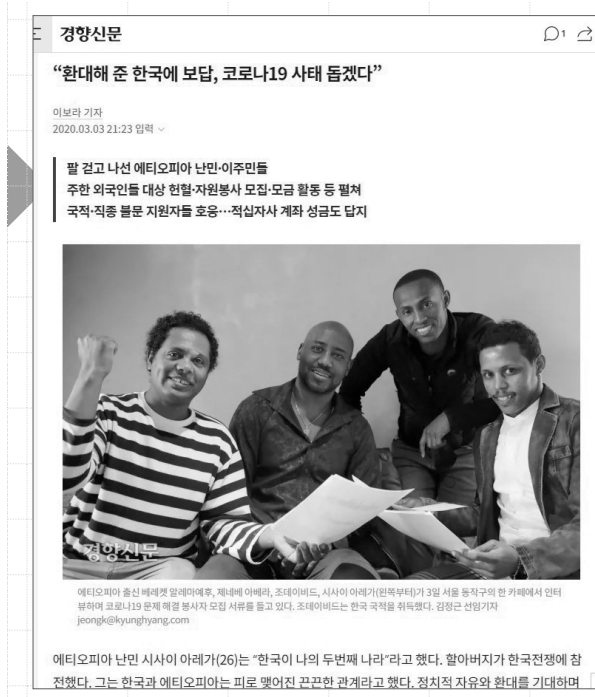 경향신문
1
“환대해 준 한국에 보답, 코로나19 사태 돕겠다”
이보라 기자
2020.03.03 21:23 입력
팔 걷고 나선 에티오피아 난민·이주민들
주한 외국인들 대상 헌혈·자원봉사 모집·모금 활동 등 펼쳐
국적·직종 불문 지원자들 호응…적십자사 계좌 성금도 답지
경향신문
에티오피아 출신 베레켓 알레마예후, 제네베 아베라, 조데이비드, 시사이 아레가(왼쪽부터)가 3일 서울 동작구의 한 카페에서 인터
뷰하며 코로나19 문제 해결 봉사자 모집 서류를 들고 있다. 조데이비드는 한국 국적을 취득했다. 김정근 선임기자
jeongk@kyunghyang.com
에티오피아 난민 시사이 아레가(26)는 “한국이 나의 두번째 나라”라고 했다. 할아버지가 한국전쟁에 참
전했다. 그는 한국과 에티오피아는 피로 맺어진 끈끈한 관계라고 했다. 정치적 자유와 환대를 기대하며